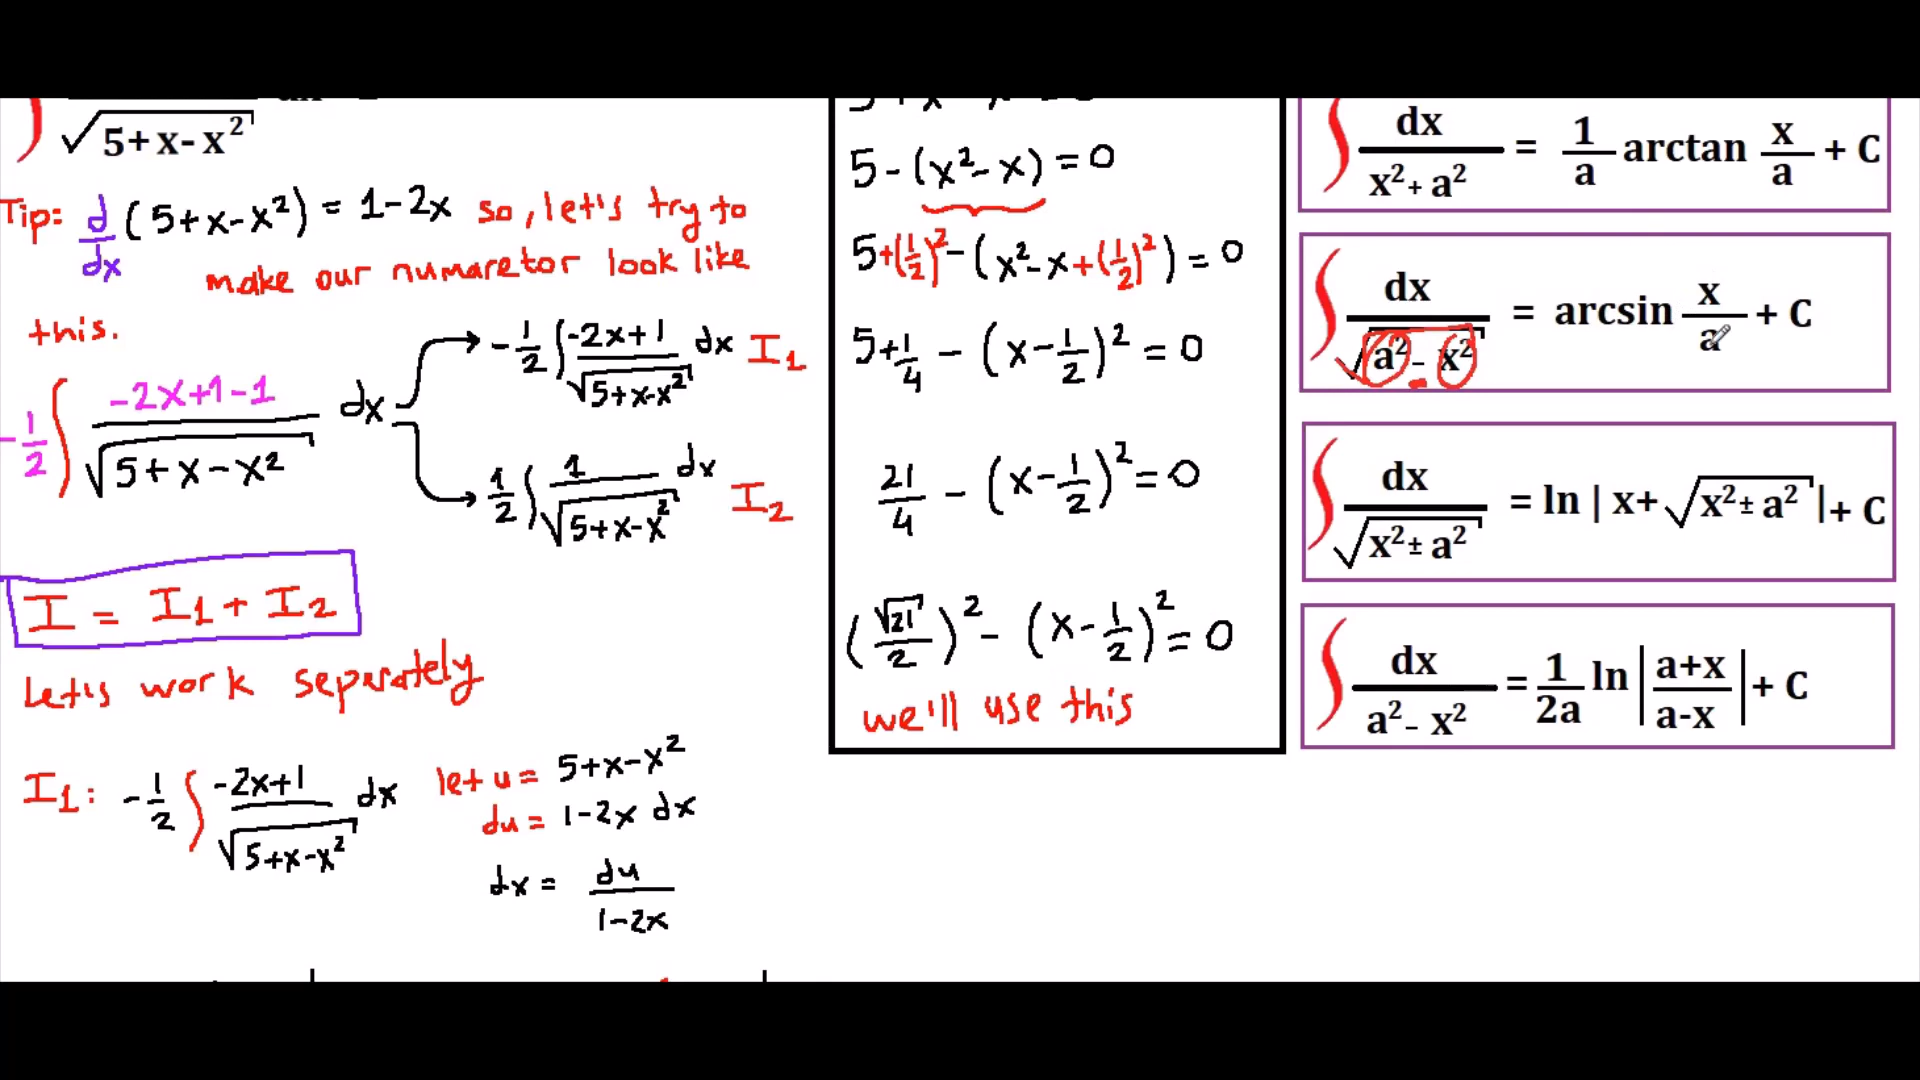 √5+x-x²
Tip: d/dx (5+x-x²) = 1-2x so, let's try to
make our numaretor look like
this.
-1/2 ∫ -2x+1-1/√5+x-x² dx
-1/2 ∫ -2x+1/√5+x-x² dx I₁
1/2 ∫ 1/√5+x-x² dx I₂
I = I₁ + I₂
Let's work seperately
I₁: -1/2 ∫ -2x+1/√5+x-x² dx
let u = 5+x-x²
du = 1-2x dx
dx = du/1-2x
5-(x²-x) = 0
5+(1/2)²-(x²-x+(1/2)²) = 0
5+1/4 - (x-1/2)² = 0
21/4 - (x-1/2)² = 0
(√21/2)² - (x-1/2)² = 0
we'll use this
∫ dx/x²+a² = 1/a arctan x/a + C
∫ dx/√a²-x² = arcsin x/a + C
∫ dx/√x²±a² = ln | x+ √x²±a² | + C
∫ dx/a²-x² = 1/2a ln |a+x/a-x| + C